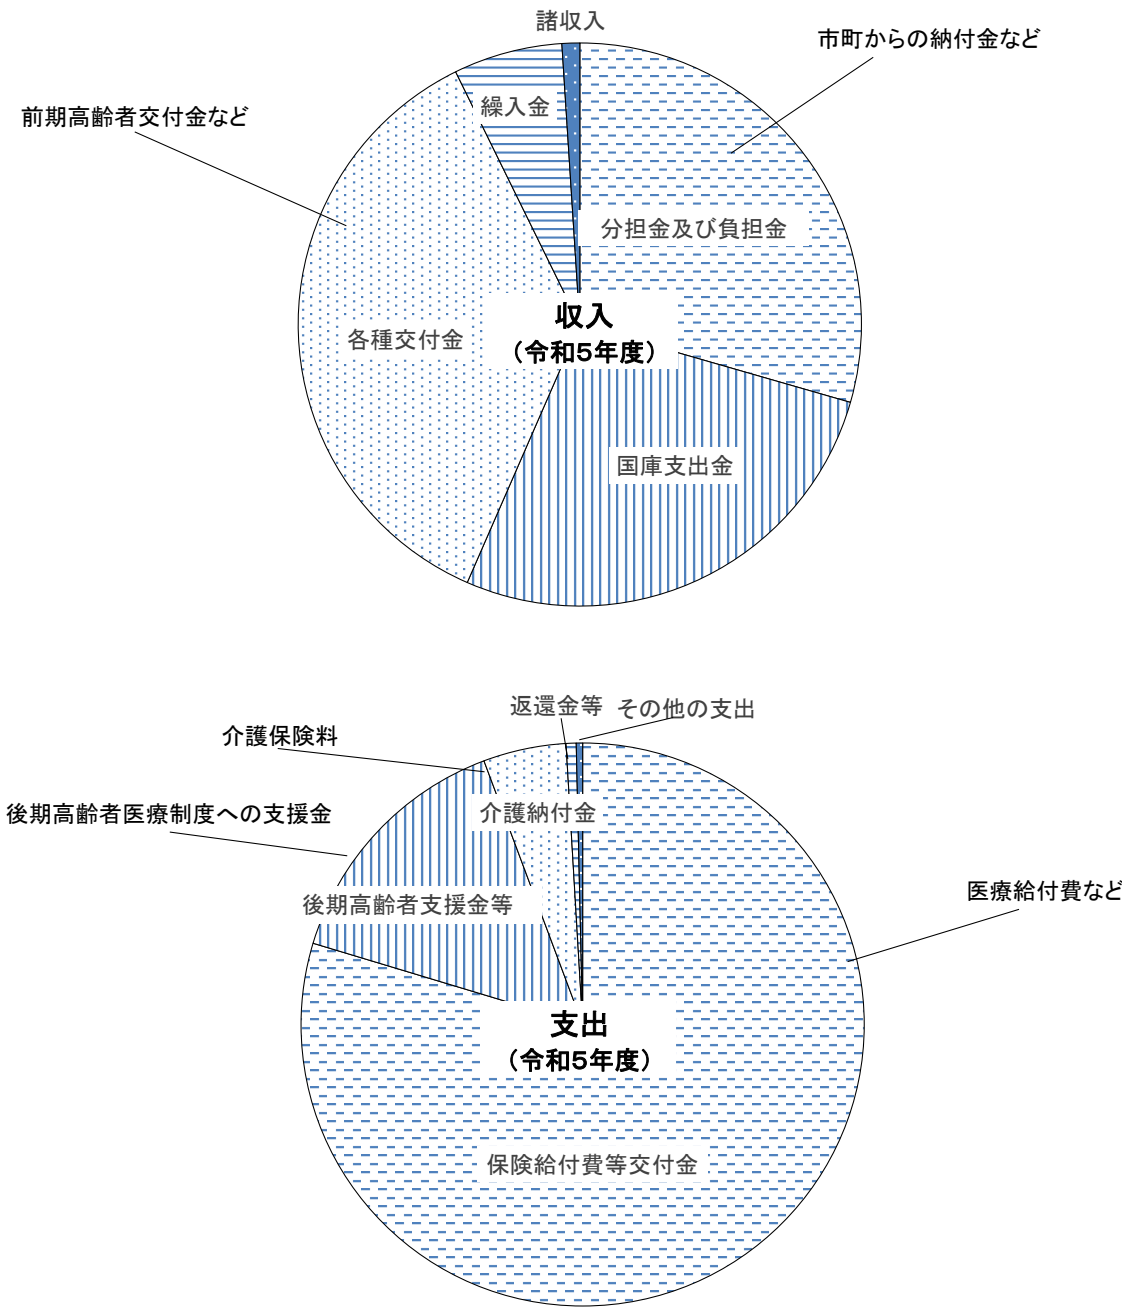 諸収入
市町からの納付金など
繰入金
前期高齢者交付金など
分担金及び負担金
収入
（令和5年度）
各種交付金
国庫支出金
返還金等
その他の支出
介護保険料
介護納付金
後期高齢者医療制度への支援金
医療給付費など
後期高齢者支援金等
支出
（令和5年度）
保険給付費等交付金